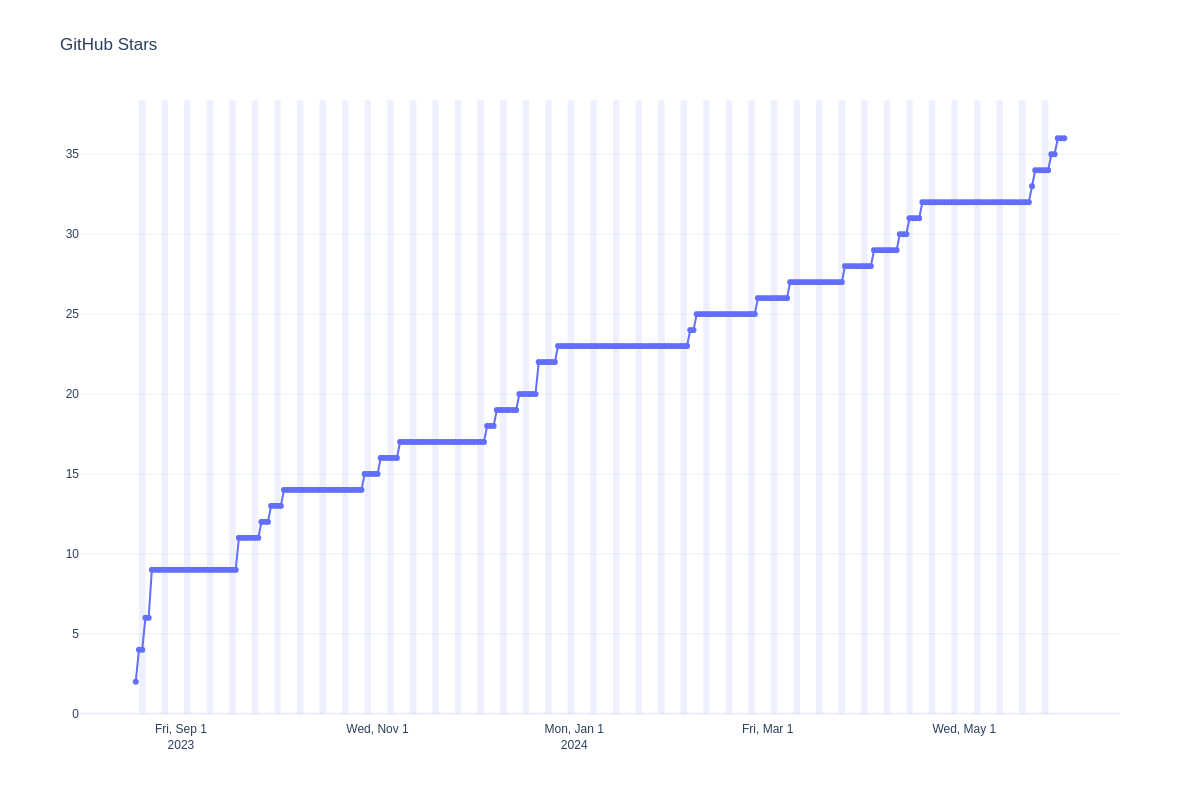 GitHub Stars
35
30
25
20
15
10
5
0
Fri, Sep 1
2023
Wed, Nov 1
Mon, Jan 1
2024
Fri, Mar 1
Wed, May 1